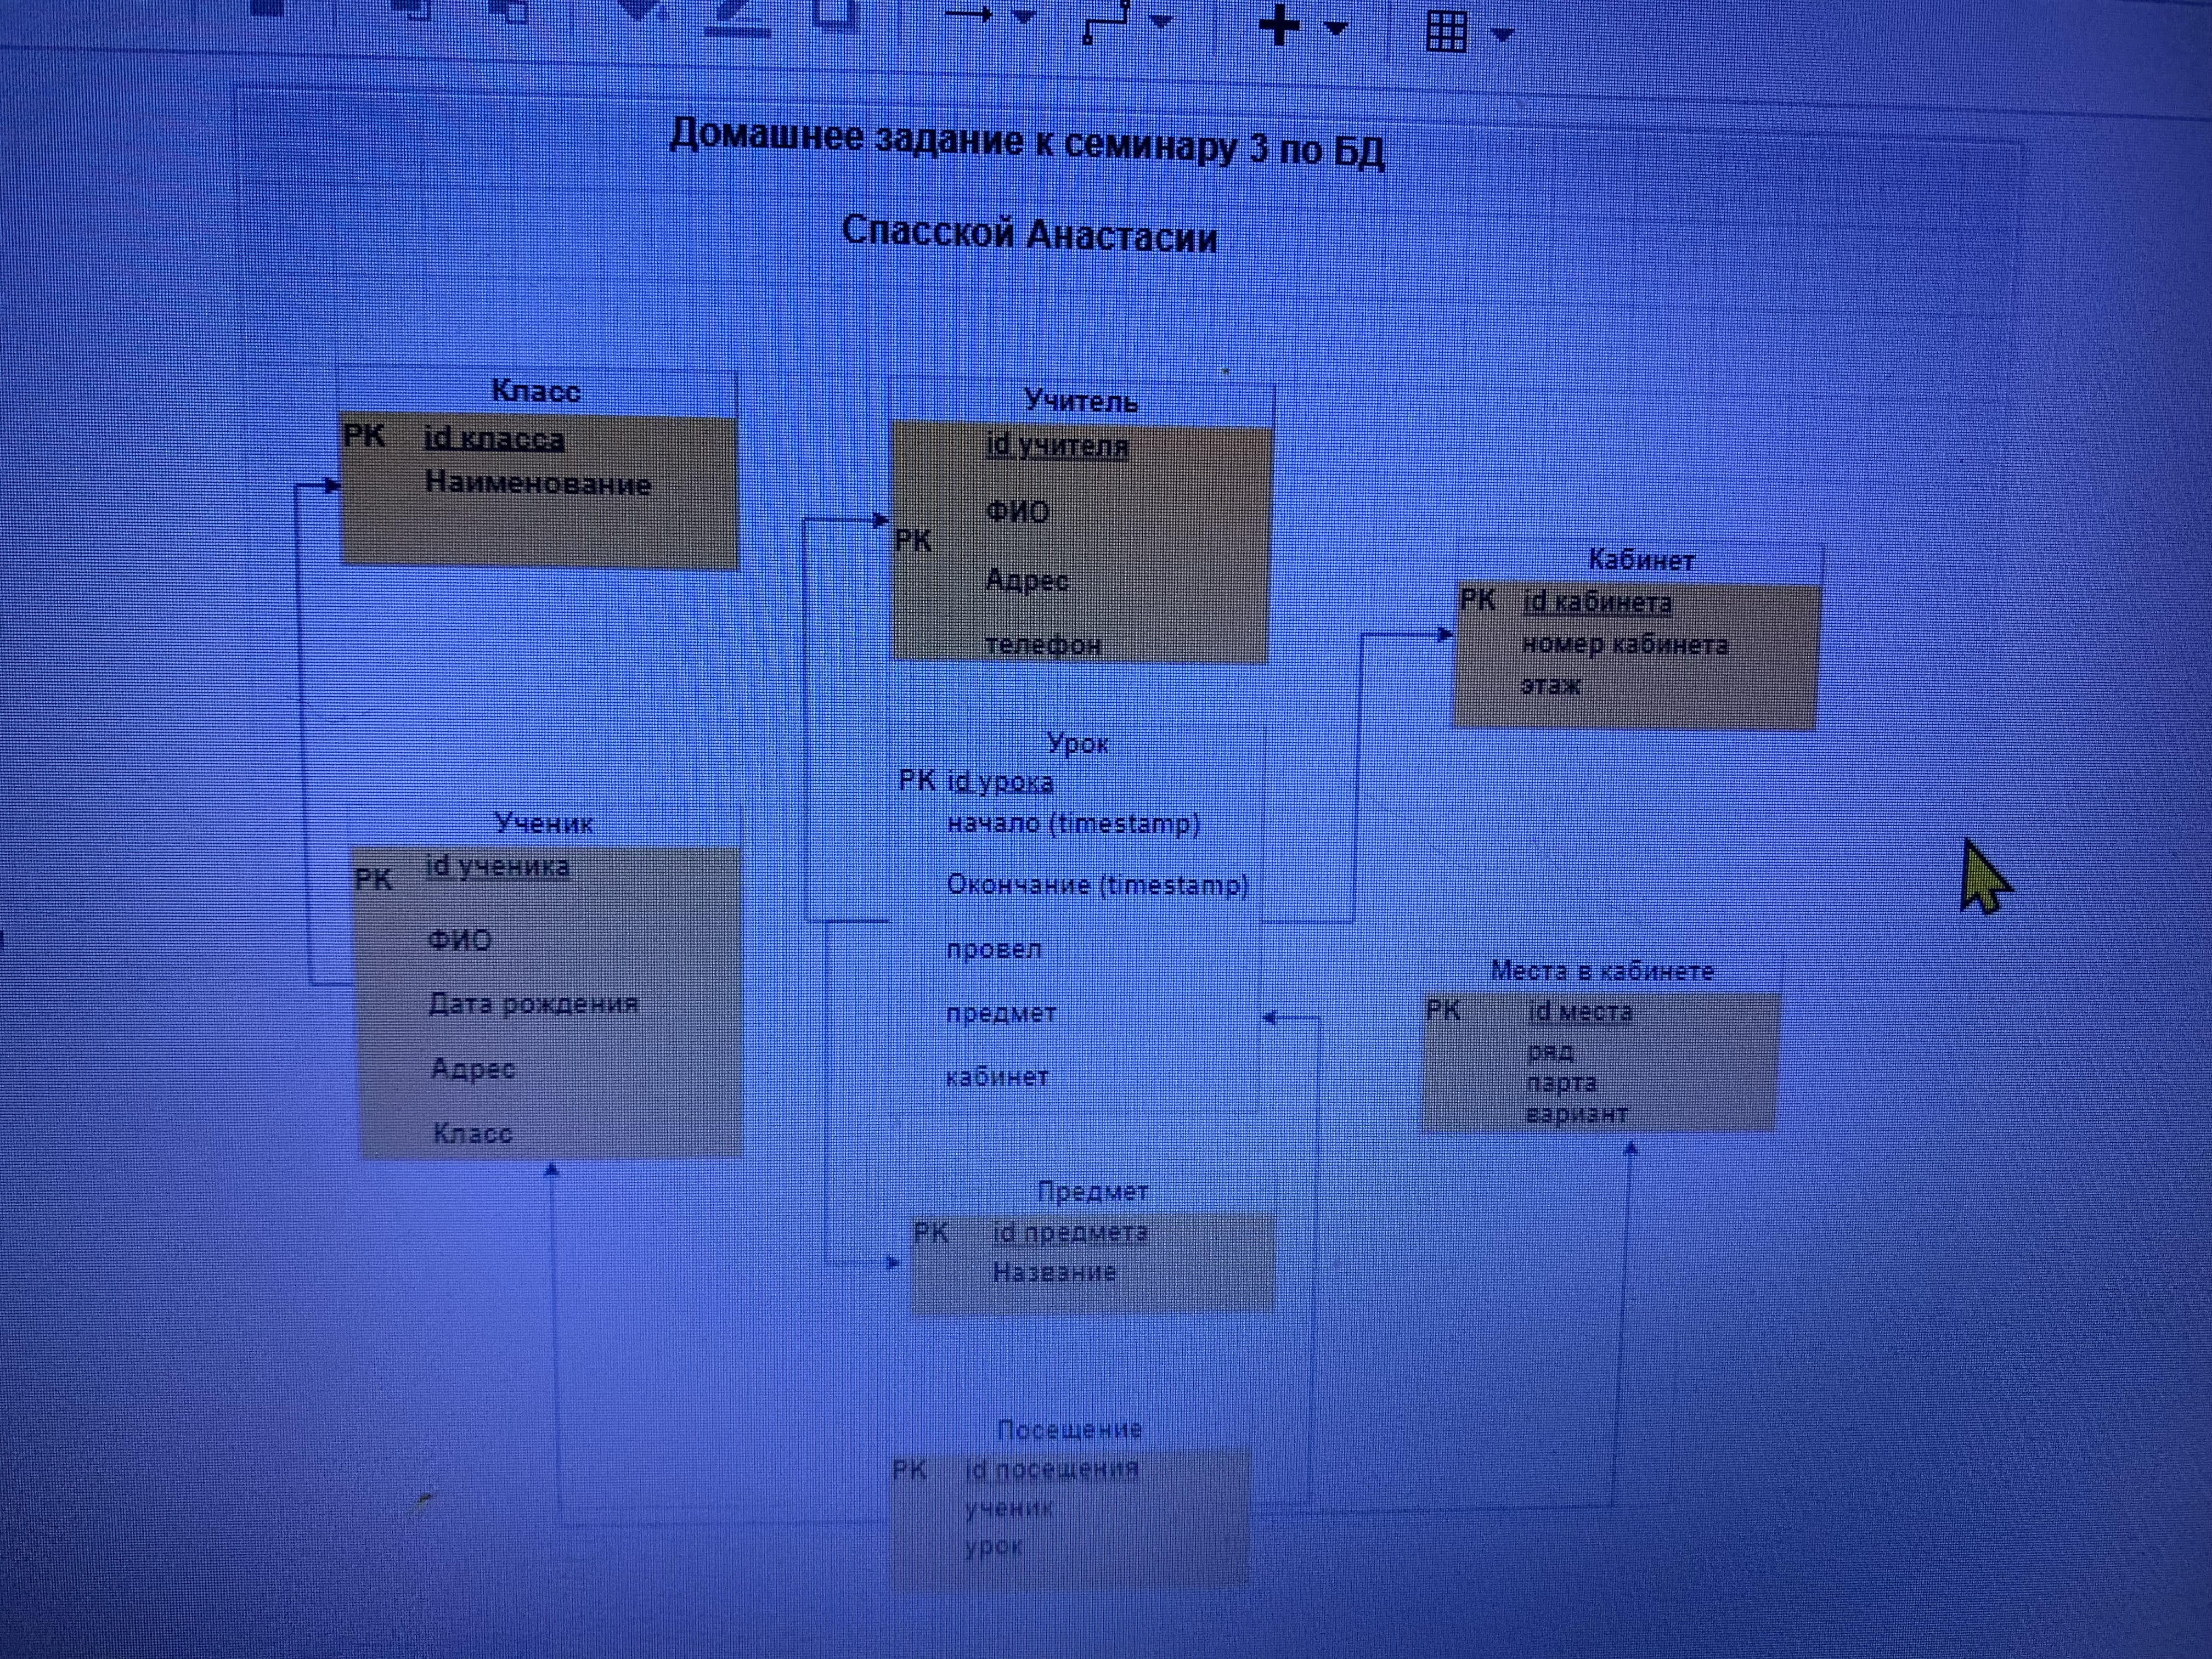 Домашнее задание к семинару 3 по БД
Спасской Анастасии
Класс
PK id класса
Наименование
Учитель
id учителя
ФИО
PK
Адрес
телефон
Кабинет
PK id кабинета
номер кабинета
этаж
Урок
PK id урока
начало (timestamp)
Окончание (timestamp)
провел
предмет
кабинет
Ученик
PK id ученика
ФИО
Дата рождения
Адрес
Класс
Места в кабинете
PK id места
ряд
парта
вариант
Предмет
PK id предмета
Название
Посещение
PK id посещения
ученик
урок